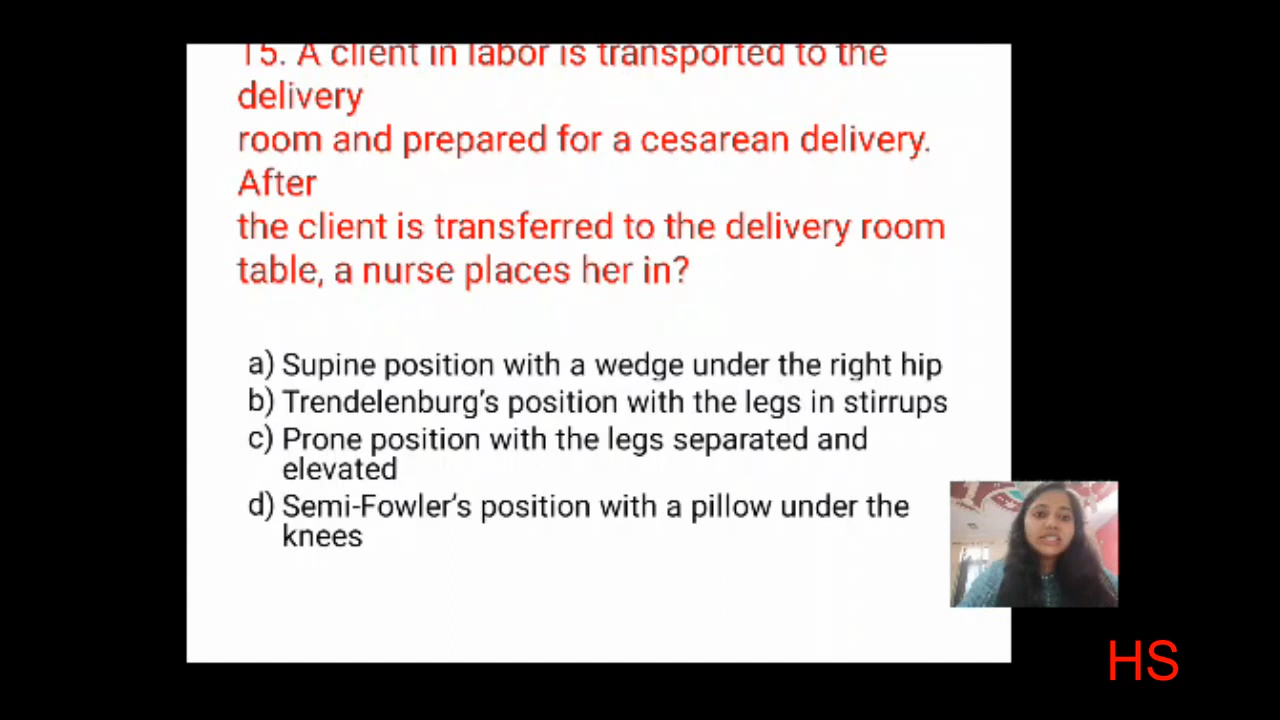 15. A client in labor is transported to the
delivery
room and prepared for a cesarean delivery.
After
the client is transferred to the delivery room
table, a nurse places her in?
a) Supine position with a wedge under the right hip
b) Trendelenburg's position with the legs in stirrups
c) Prone position with the legs separated and
elevated
d) Semi-Fowler's position with a pillow under the
knees
HS